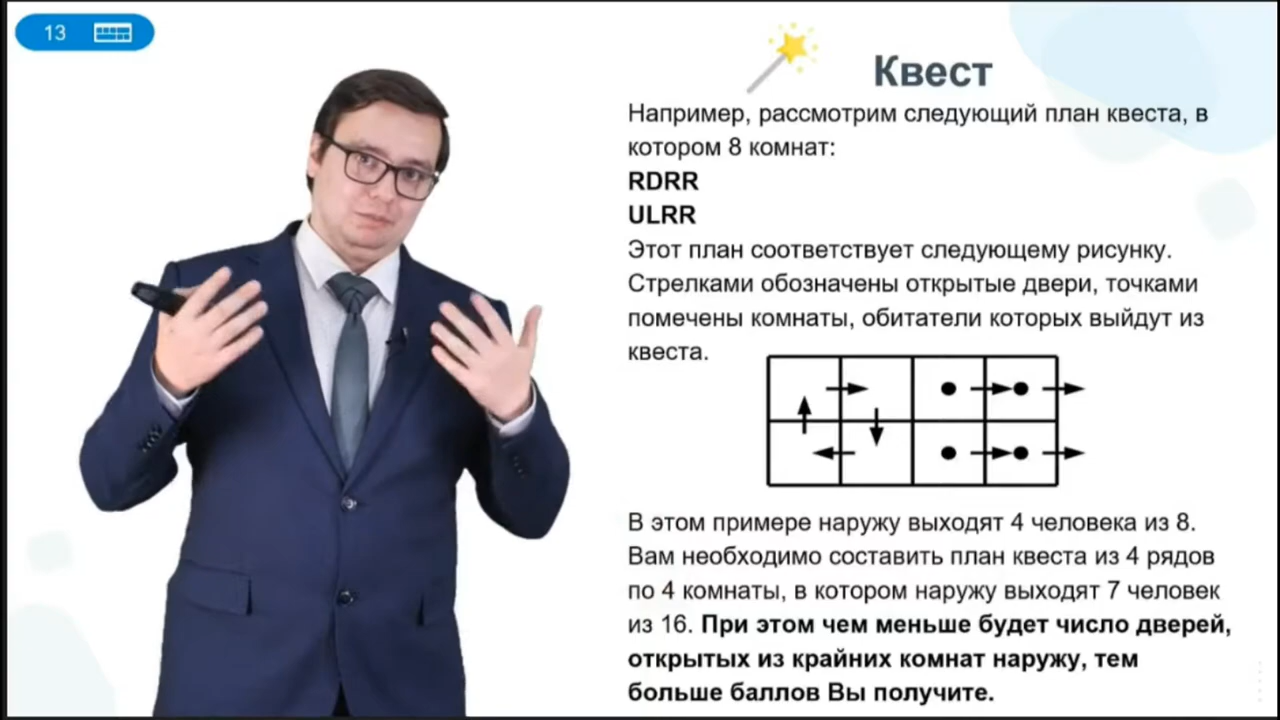 13
Квест
Например, рассмотрим следующий план квеста, в
котором 8 комнат:
RDRR
ULRR
Этот план соответствует следующему рисунку.
Стрелками обозначены открытые двери, точками
помечены комнаты, обитатели которых выйдут из
квеста.
В этом примере наружу выходят 4 человека из 8.
Вам необходимо составить план квеста из 4 рядов
по 4 комнаты, в котором наружу выходят 7 человек
из 16. При этом чем меньше будет число дверей,
открытых из крайних комнат наружу, тем
больше баллов Вы получите.